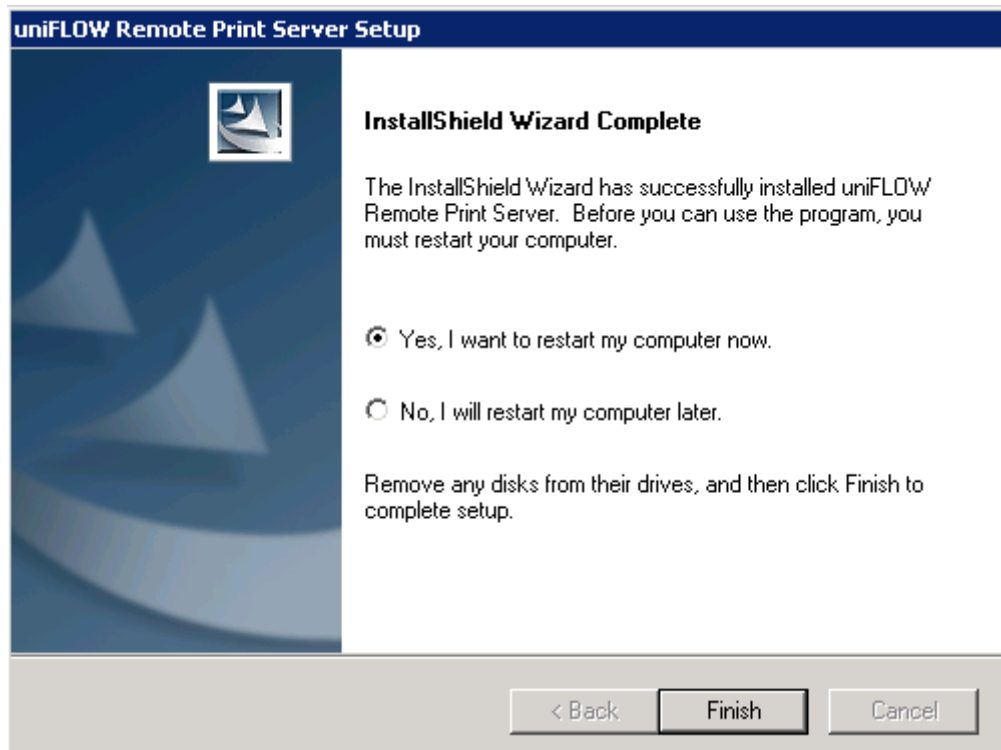 uniFLOW Remote Print Server Setup
InstallShield Wizard Complete
The InstallShield Wizard has successfully installed uniFLOW
Remote Print Server.  Before you can use the program, you
must restart your computer.
Yes, I want to restart my computer now.
No, I will restart my computer later.
Remove any disks from their drives, and then click Finish to
complete setup.
< Back
Finish
Cancel